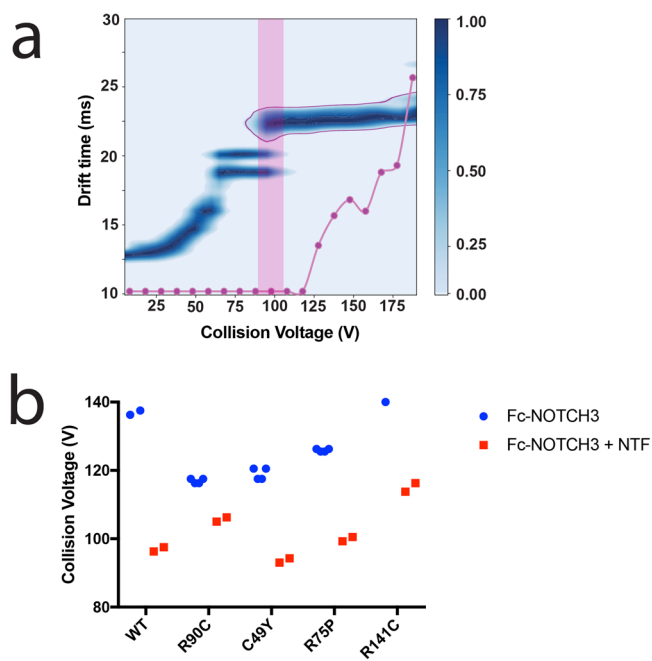 a
30
25
20
15
10
Drift time (ms)
25
50
75
100
125
150
175
Collision Voltage (V)
1.00
0.75
0.50
0.25
0.00
b
140
120
100
80
Collision Voltage (V)
WT
R90C
C49Y
R75P
R141C
Fc-NOTCH3
Fc-NOTCH3 + NTF